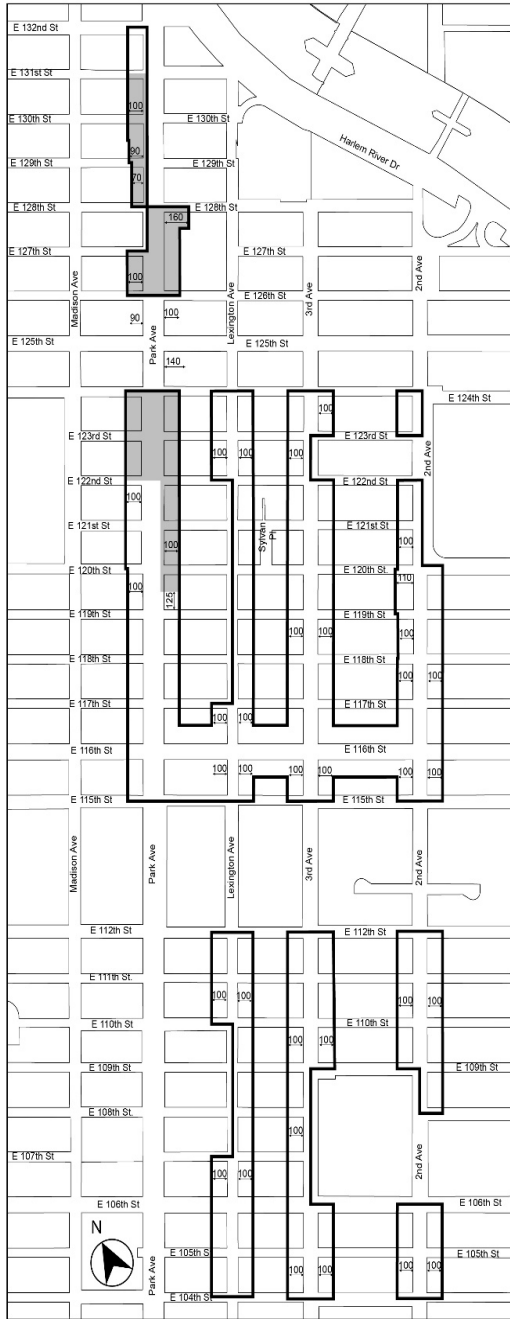 E 132nd St
E 131st St
100
E 130th St
E 130th St
90
E 129th St
E 129th St
70
Harlem River Dr
E 128th St
E 128th St
160
E 127th St
E 127th St
2nd Ave
100
Madison Ave
Lexington Ave
3rd Ave
E 126th St
90
100
Park Ave
E 125th St
E 125th St
140
E 124th St
100
E 123rd St
E 123rd St
2nd Ave
100
100
100
E 122nd St
E 122nd St
100
E 121st St
E 121st St
Sylvan Pl
100
100
E 120th St
E 120th St.
100
110
125
E 119th St
E 119th St
100
100
100
E 118th St
E 118th St
100
100
E 117th St
E 117th St
100
100
100
100
E 116th St
E 116th St
100
100
100
100
100
100
E 115th St
E 115th St
Madison Ave
Park Ave
Lexington Ave
3rd Ave
2nd Ave
E 112th St
E 112th St
E 111th St.
100
100
100
100
E 110th St
E 110th St
100
100
E 109th St
E 109th St
E 108th St.
100
E 107th St
2nd Ave
100
100
E 106th St
E 106th St
N
E 105th St
E 105th St
Park Ave
100
100
100
100
E 104th St